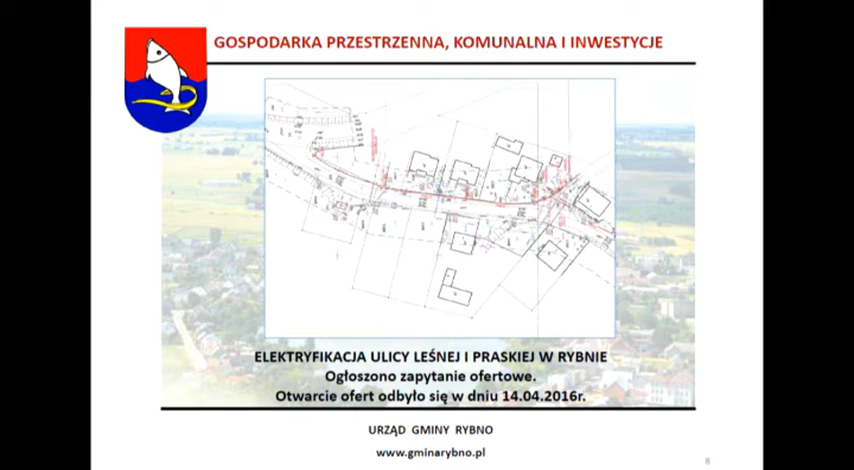 GOSPODARKA PRZESTRZENNA, KOMUNALNA I INWESTYCJE
ELEKTRYFIKACJA ULICY LEŚNEJ I PRASKIEJ W RYBNIE
Ogłoszono zapytanie ofertowe.
Otwarcie ofert odbyło się w dniu 14.04.2016r.
URZĄD GMINY RYBNO
www.gminarybno.pl
8